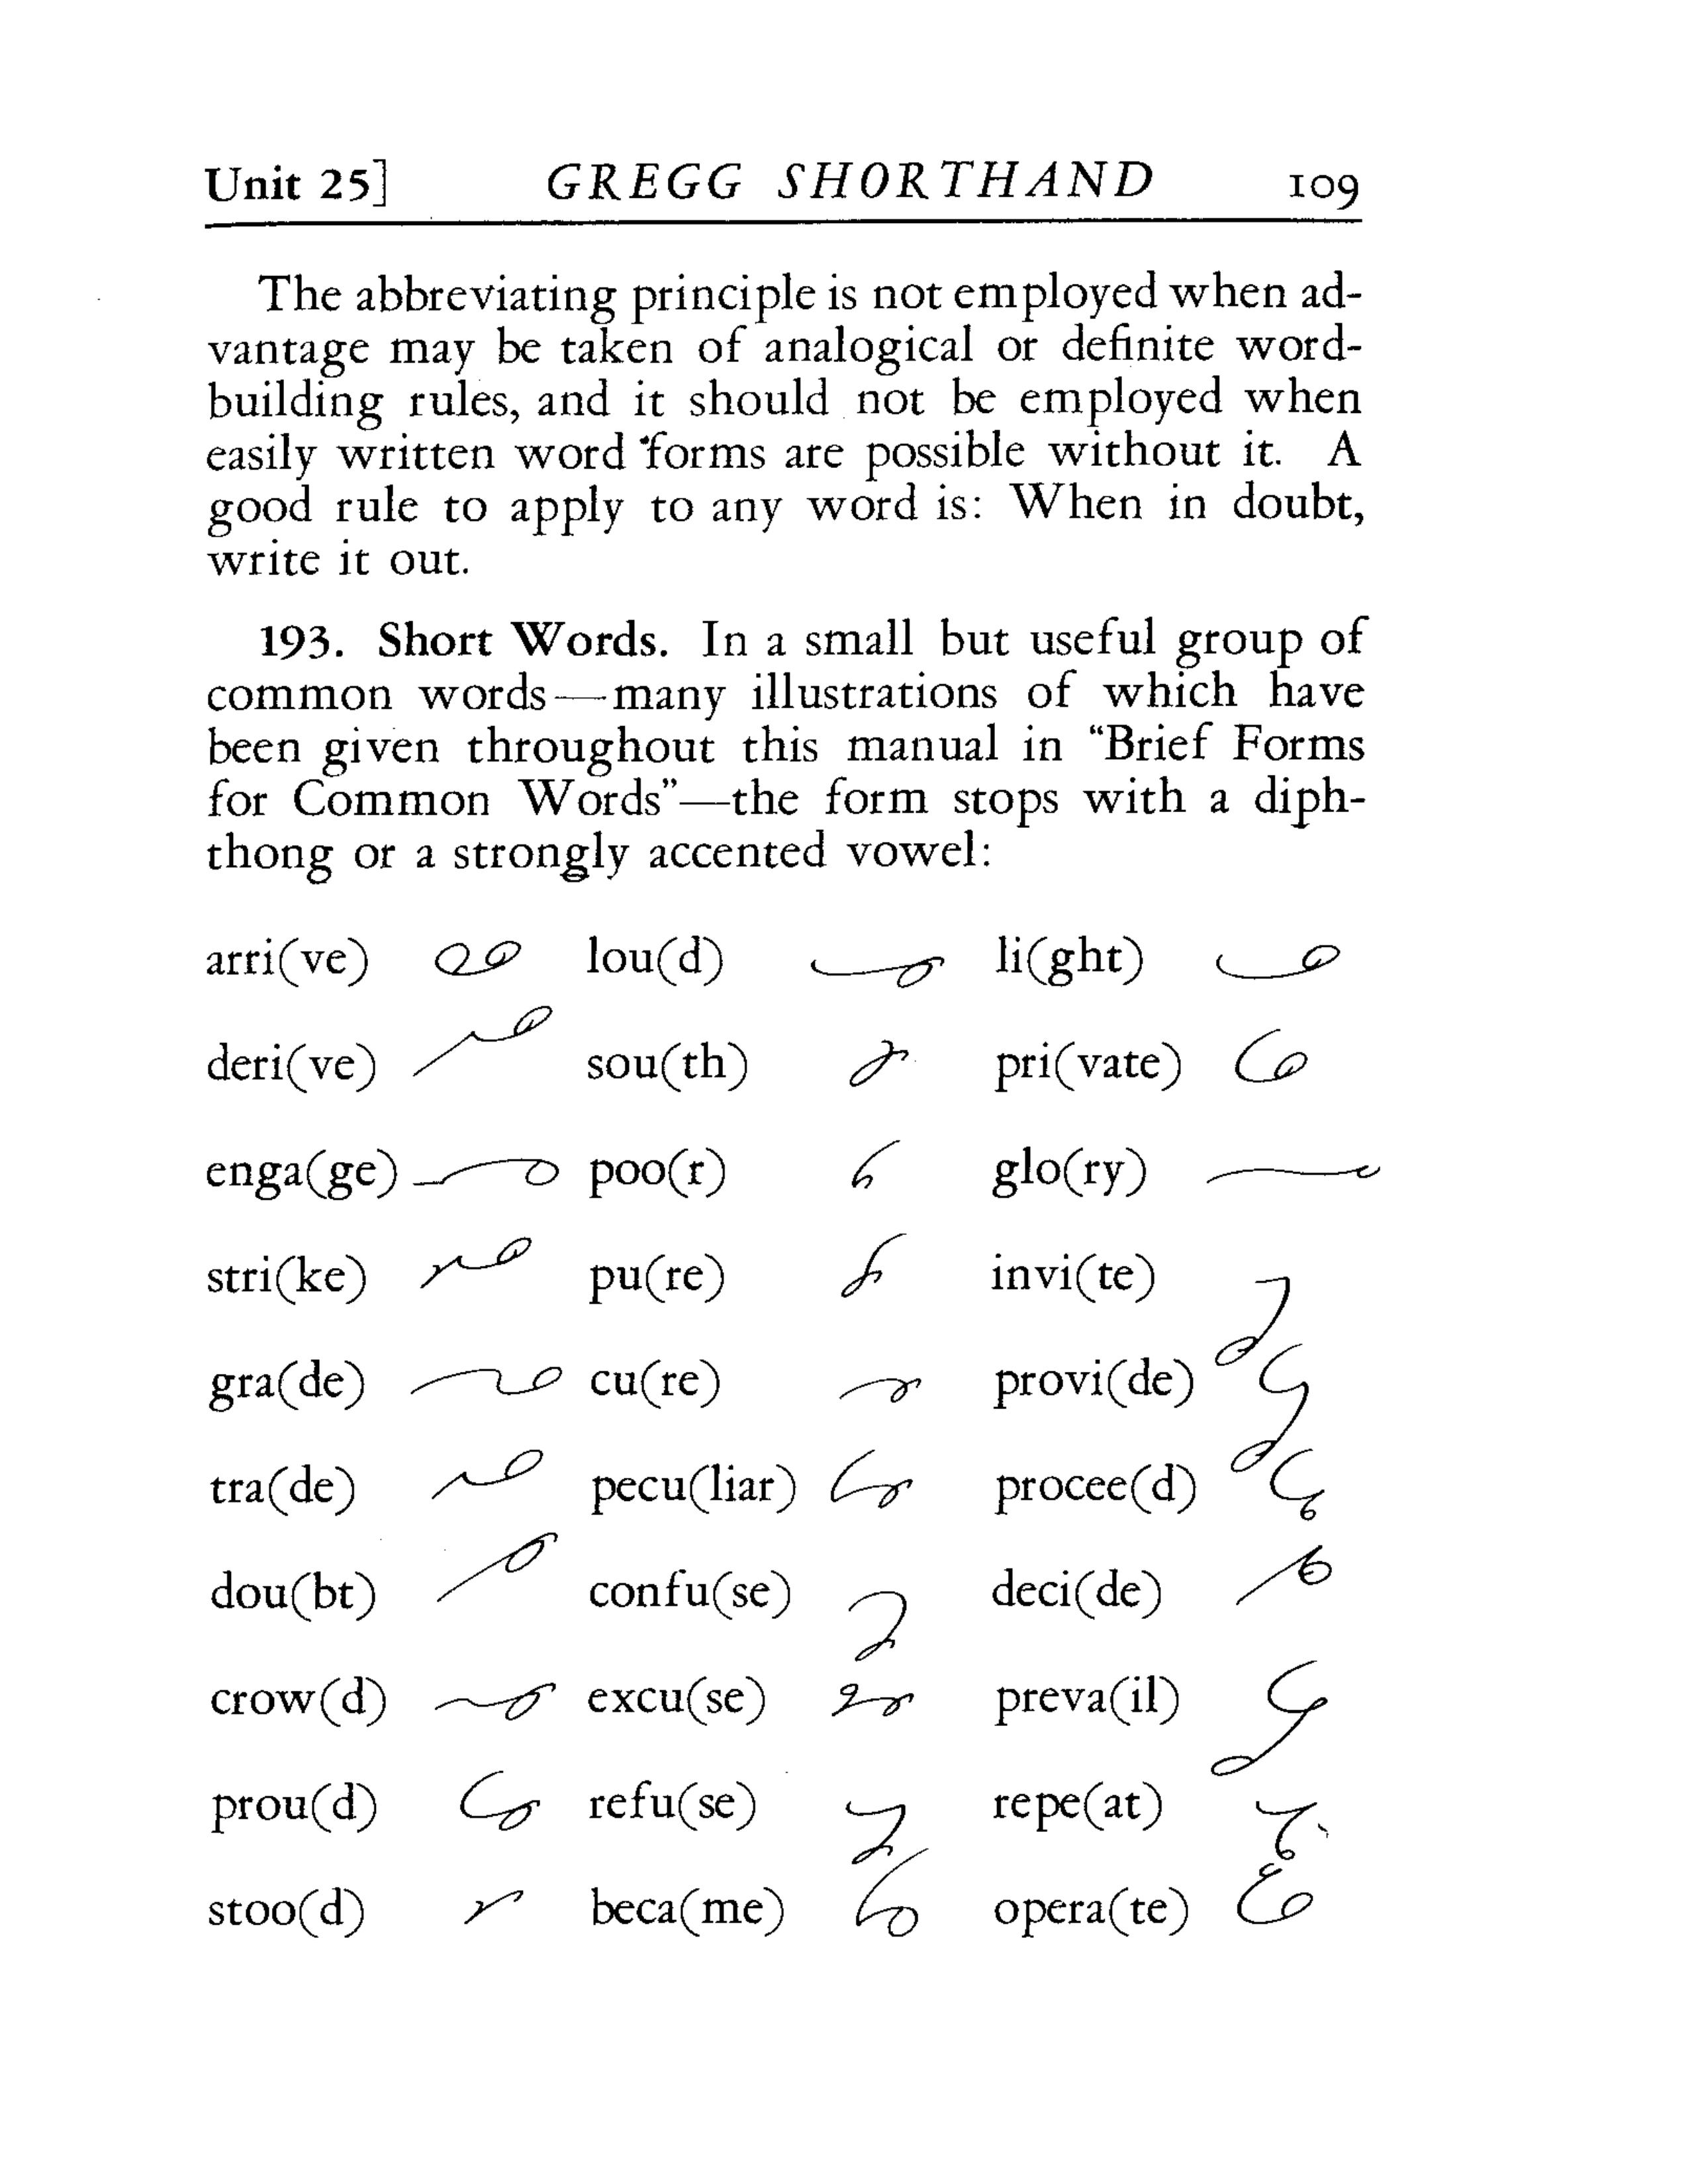 Unit 25] GREGG SHORTHAND 109
The abbreviating principle is not employed when ad-
vantage may be taken of analogical or definite word-
building rules, and it should not be employed when
easily written word forms are possible without it. A
good rule to apply to any word is: When in doubt,
write it out.
193. Short Words. In a small but useful group of
common words—many illustrations of which have
been given throughout this manual in “Brief Forms
for Common Words”—the form stops with a diph-
thong or a strongly accented vowel:
arri(ve) lou(d) li(ght)
deri(ve) sou(th) pri(vate)
enga(ge) poo(r) glo(ry)
stri(ke) pu(re) invi(te)
gra(de) cu(re) provi(de)
tra(de) pecu(liar) procee(d)
dou(bt) confu(se) deci(de)
crow(d) excu(se) preva(il)
prou(d) refu(se) repe(at)
stoo(d) beca(me) opera(te)